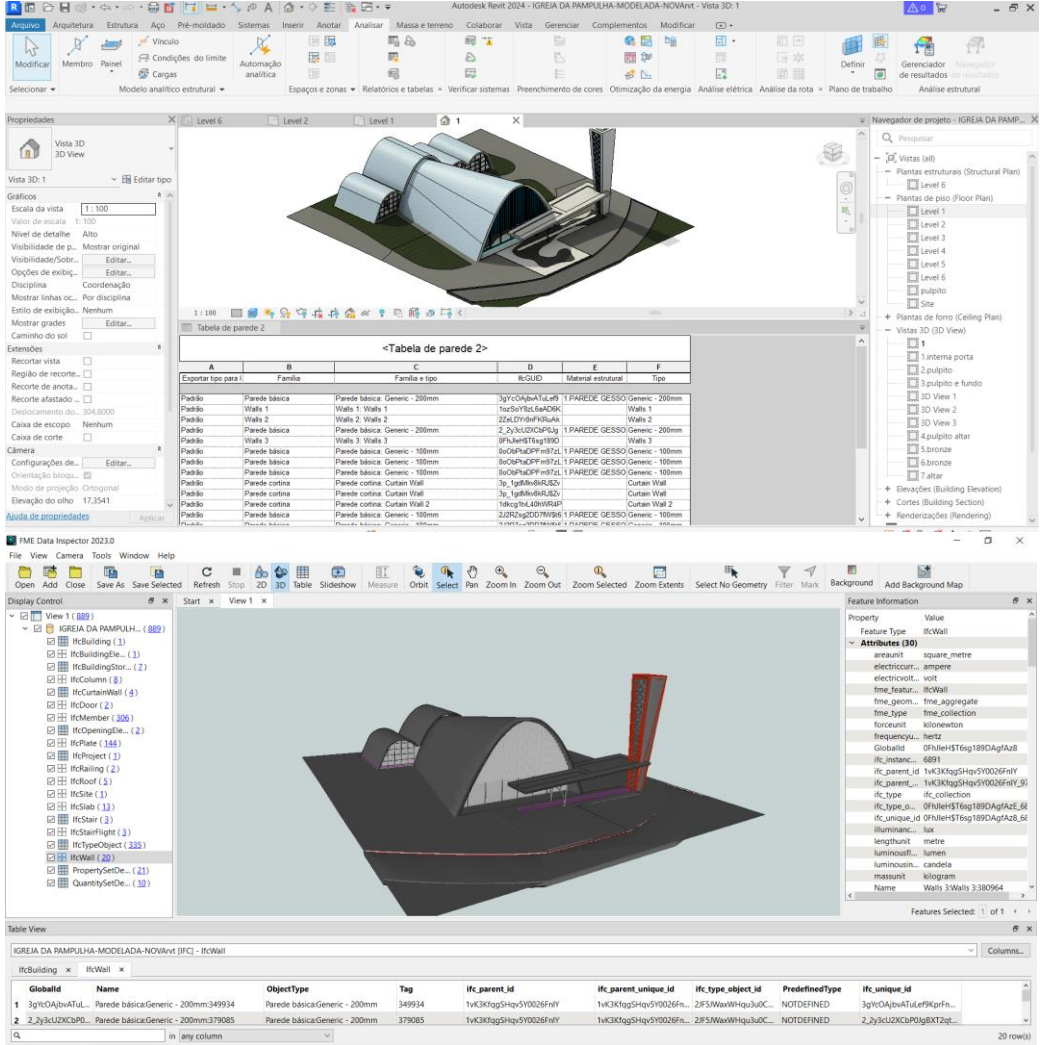 Autodesk Revit 2024 - IGREJA DA PAMPULHA-MODELADA-NOVArvt - Vista 3D: 1
Arquivo Arquitetura Estrutura Aço Pré-moldado Sistemas Inserir Anotar Analisar Massa e terreno Colaborar Vista Gerenciar Complementos Modificar
Modificar Membro Painel Vínculo Condições do limite Cargas Automação analítica Definir Gerenciador de resultados Navegador de resultados
Selecionar Modelo analítico estrutural Espaços e zonas Relatórios e tabelas Verificar sistemas Preenchimento de cores Otimização da energia Análise elétrica Análise da rota Plano de trabalho Análise estrutural
Propriedades
Vista 3D
3D View
Vista 3D: 1 Editar tipo
Gráficos
Escala da vista 1 : 100
Valor de escala 1: 100
Nível de detalhe Alto
Visibilidade de p... Mostrar original
Visibilidade/Sobr... Editar...
Opções de exibiç... Editar...
Disciplina Coordenação
Mostrar linhas oc... Por disciplina
Estilo de exibição... Nenhum
Mostrar grades Editar...
Caminho do sol
Extensões
Recortar vista
Região de recorte...
Recorte de anota...
Recorte afastado ...
Deslocamento do... 304,8000
Caixa de escopo Nenhum
Caixa de corte
Câmera
Configurações de... Editar...
Orientação bloqu...
Modo de projeção Ortogonal
Elevação do olho 17,3541
Ajuda de propriedades Aplicar
Level 6 Level 2 Level 1 1
1 : 100
Tabela de parede 2
<Tabela de parede 2>
A B C D E F
Exportar tipo para I Família Família e tipo IfcGUID Material estrutural Tipo
Padrão Parede básica Parede básica: Generic - 200mm 3gYcOAjbvATuLef9 1.PAREDE GESSO Generic - 200mm
Padrão Walls 1 Walls 1: Walls 1 1ozSoY8zL6aAD6K Walls 1
Padrão Walls 2 Walls 2: Walls 2 2ZeLDYr0nFKRuAk Walls 2
Padrão Parede básica Parede básica: Generic - 200mm 2_2y3cU2XCbP0Jg 1.PAREDE GESSO Generic - 200mm
Padrão Walls 3 Walls 3: Walls 3 0FhJleH$T6sg189D Walls 3
Padrão Parede básica Parede básica: Generic - 100mm 0oObPtaDPFm97zL 1.PAREDE GESSO Generic - 100mm
Padrão Parede básica Parede básica: Generic - 100mm 0oObPtaDPFm97zL 1.PAREDE GESSO Generic - 100mm
Padrão Parede básica Parede básica: Generic - 100mm 0oObPtaDPFm97zL 1.PAREDE GESSO Generic - 100mm
Padrão Parede cortina Parede cortina: Curtain Wall 3p_1gdMkv8kRJ$Zv Curtain Wall
Padrão Parede cortina Parede cortina: Curtain Wall 3p_1gdMkv8kRJ$Zv Curtain Wall
Padrão Parede cortina Parede cortina: Curtain Wall 2 Curtain Wall 2
Padrão Parede básica Parede básica: Generic - 100mm 1.PAREDE GESSO Generic - 100mm
Navegador de projeto - IGREJA DA PAMP...
Pesquisar
Vistas (all)
Plantas estruturais (Structural Plan)
Level 6
Plantas de piso (Floor Plan)
Level 1
Level 2
Level 3
Level 4
Level 5
Level 6
pulpito
Site
Plantas de forro (Ceiling Plan)
Vistas 3D (3D View)
1
1.interna porta
2.pulpito
3.pulpito e fundo
3D View 1
3D View 2
3D View 3
4.pulpito altar
5.bronze
6.bronze
7.altar
Elevações (Building Elevation)
Cortes (Building Section)
Renderizações (Rendering)
FME Data Inspector 2023.0
File View Camera Tools Window Help
Open Add Close Save As Save Selected Refresh Stop 2D 3D Table Slideshow Measure Orbit Select Pan Zoom In Zoom Out Zoom Selected Zoom Extents Select No Geometry Filter Mark Background Add Background Map
Display Control
View 1 (889)
IGREJA DA PAMPULH... (889)
IfcBuilding (1)
IfcBuildingEle... (1)
IfcBuildingStor... (7)
IfcColumn (8)
IfcCurtainWall (4)
IfcDoor (2)
IfcMember (306)
IfcOpeningEle... (2)
IfcPlate (144)
IfcProject (1)
IfcRailing (2)
IfcRoof (5)
IfcSite (1)
IfcSlab (13)
IfcStair (3)
IfcStairFlight (3)
IfcTypeObject (335)
IfcWall (20)
PropertySetDe... (21)
QuantitySetDe... (10)
Start View 1
Feature Information
Property Value
Feature Type IfcWall
Attributes (30)
areaunit square_metre
electriccurr... ampere
electricvolt... volt
fme_featur... IfcWall
fme_geom... fme_aggregate
fme_type fme_collection
forceunit kilonewton
frequencyu... hertz
GlobalId 0FhJleH$T6sg189DAgfAz8
ifc_instanc... 6891
ifc_parent_id 1vK3KfqgSHqv5Y0026FnlY
ifc_parent_... 1vK3KfqgSHqv5Y0026FnlY_97
ifc_type ifc_collection
ifc_type_o... 0FhJleH$T6sg189DAgfAzE_68
ifc_unique_id 0FhJleH$T6sg189DAgfAz8_68
illuminanc... lux
lengthunit metre
luminousfl... lumen
luminousin... candela
massunit kilogram
Name Walls 3:Walls 3:380964
Features Selected: 1 of 1
Table View
IGREJA DA PAMPULHA-MODELADA-NOVArvt [IFC] - IfcWall Columns...
IfcBuilding IfcWall
GlobalId Name ObjectType Tag ifc_parent_id ifc_parent_unique_id ifc_type_object_id PredefinedType ifc_unique_id
1 3gYcOAjbvATuL... Parede básica:Generic - 200mm:349934 Parede básica:Generic - 200mm 349934 1vK3KfqgSHqv5Y0026FnlY 1vK3KfqgSHqv5Y0026Fn... 2JF5JWaxWHqu3u0C... NOTDEFINED 3gYcOAjbvATuLef9KprFn...
2 2_2y3cU2XCbP0... Parede básica:Generic - 200mm:379085 Parede básica:Generic - 200mm 379085 1vK3KfqgSHqv5Y0026FnlY 1vK3KfqgSHqv5Y0026Fn... 2JF5JWaxWHqu3u0C... NOTDEFINED 2_2y3cU2XCbP0JgBXT2qt...
in any column 20 row(s)